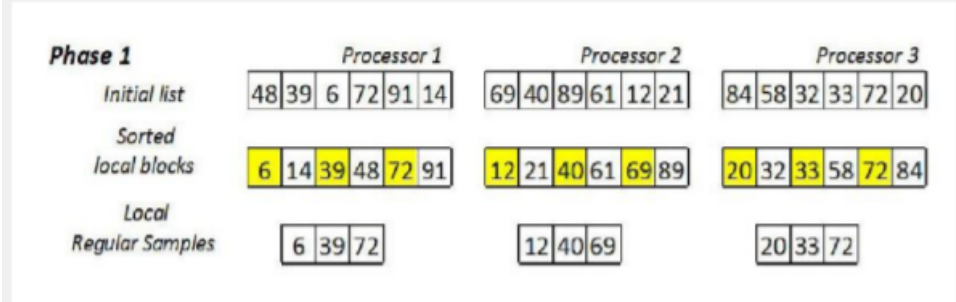 Phase 1 Processor 1 Processor 2 Processor 3
Initial list 48 39 6 72 91 14 69 40 89 61 12 21 84 58 32 33 72 20
Sorted
local blocks 6 14 39 48 72 91 12 21 40 61 69 89 20 32 33 58 72 84
Local
Regular Samples 6 39 72 12 40 69 20 33 72